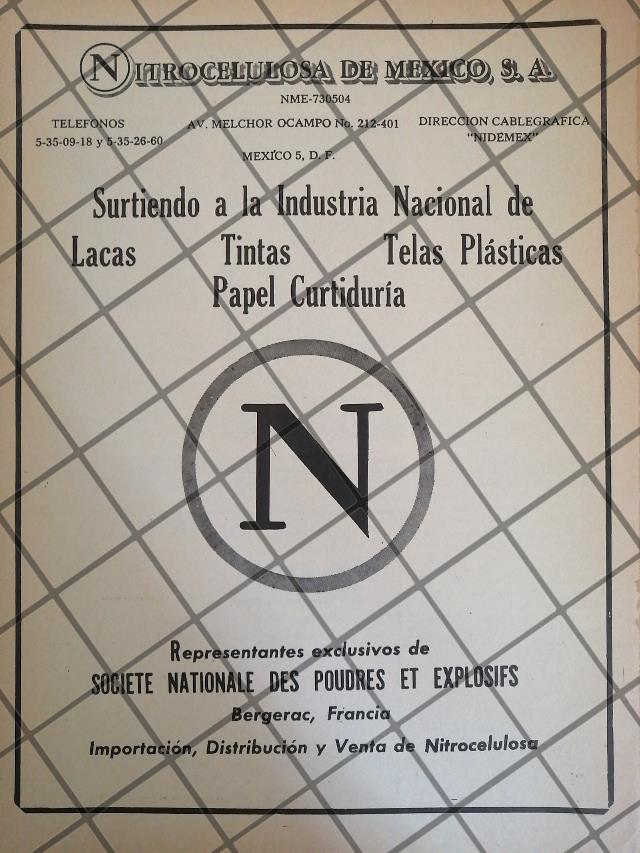 NITROCELULOSA DE MEXICO, S. A.
NME-730504
TELEFONOS
5-35-09-18 y 5-35-26-60
AV. MELCHOR OCAMPO No. 212-401
DIRECCION CABLEGRAFICA
"NIDEMEX"
MEXICO 5, D. F.
Surtiendo a la Industria Nacional de
Lacas Tintas Telas Plásticas
Papel Curtiduría
N
Representantes exclusivos de
SOCIETE NATIONALE DES POUDRES ET EXPLOSIFS
Bergerac, Francia
Importación, Distribución y Venta de Nitrocelulosa